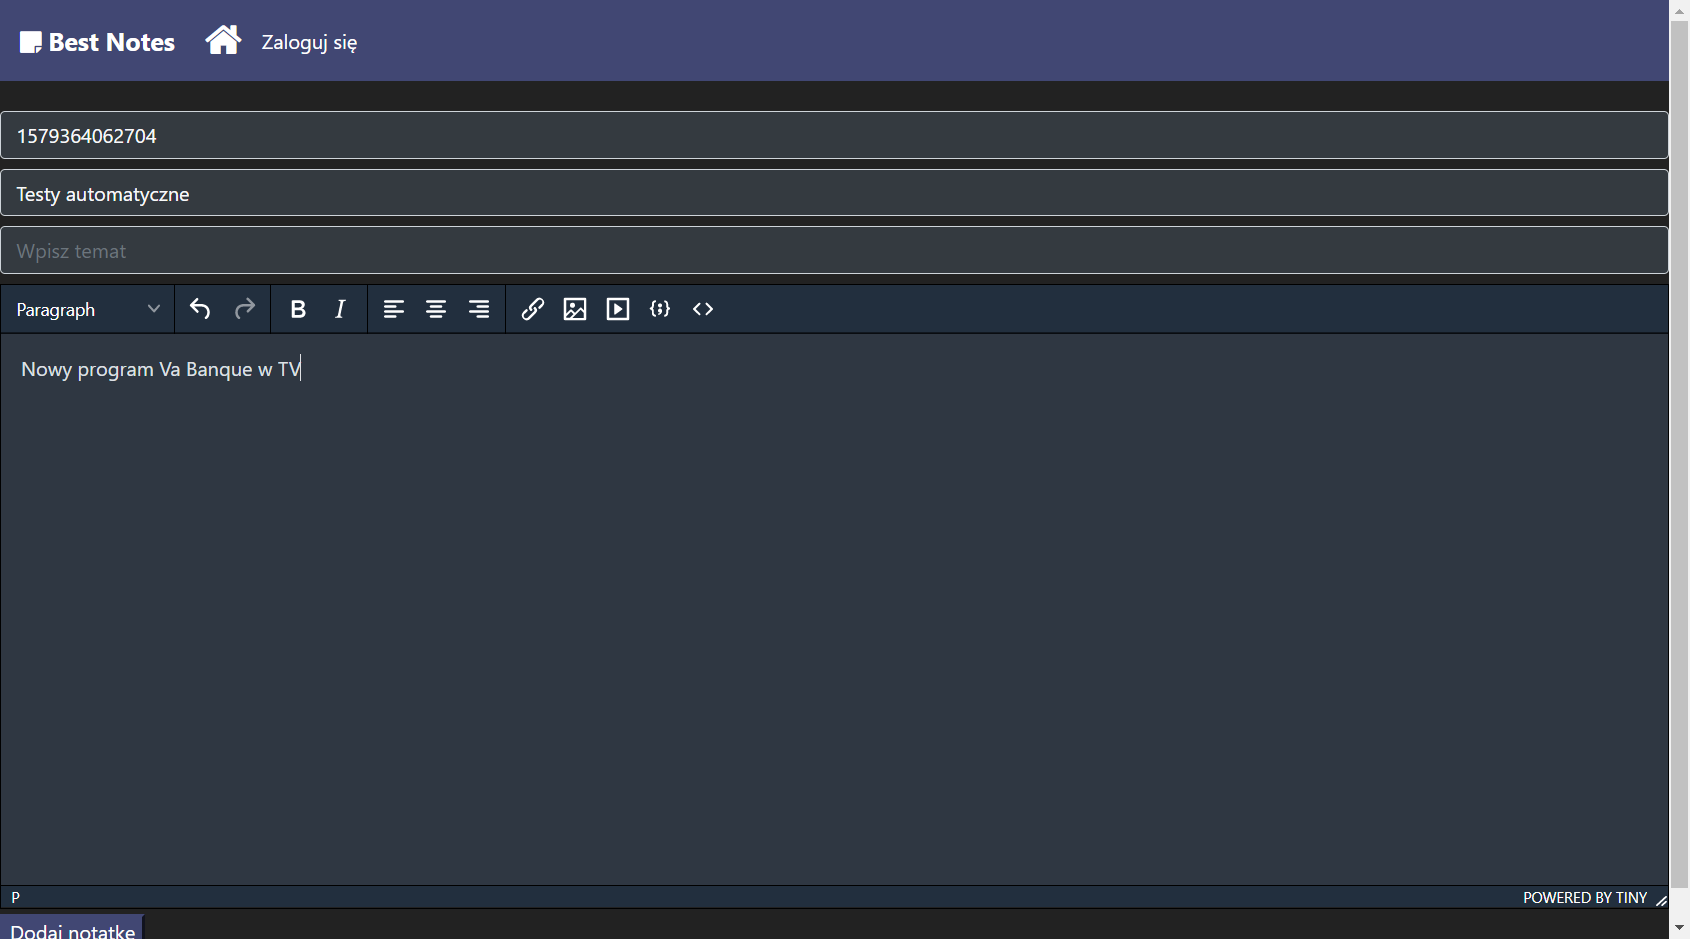 Best Notes Zaloguj się
1579364062704
Testy automatyczne
Wpisz temat
Paragraph B I
Nowy program Va Banque w TV
P POWERED BY TINY
Dodaj notatkę